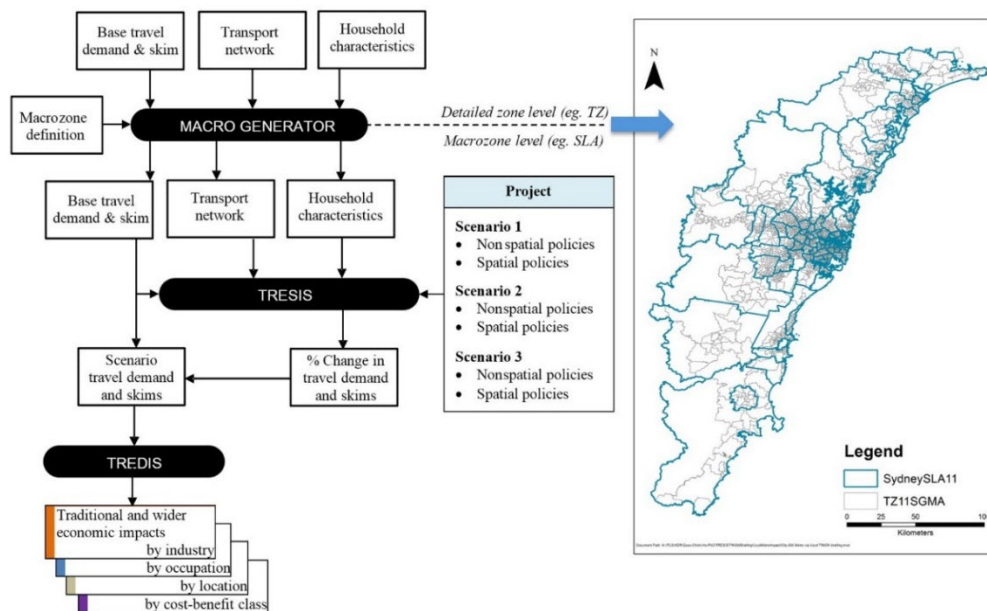 Base travel
demand & skim
Transport
network
Household
characteristics
Macrozone
definition
MACRO GENERATOR
Detailed zone level (eg. TZ)
Macrozone level (eg. SLA)
Base travel
demand & skim
Transport
network
Household
characteristics
Project
Scenario 1
• Nonspatial policies
• Spatial policies
Scenario 2
• Nonspatial policies
• Spatial policies
Scenario 3
• Nonspatial policies
• Spatial policies
TRESIS
Scenario
travel demand
and skims
% Change in
travel demand
and skims
TREDIS
Traditional and wider
economic impacts
by industry
by occupation
by location
by cost-benefit class
N
Legend
SydneySLA11
TZ11SGMA
0 25 50 100
Kilometers